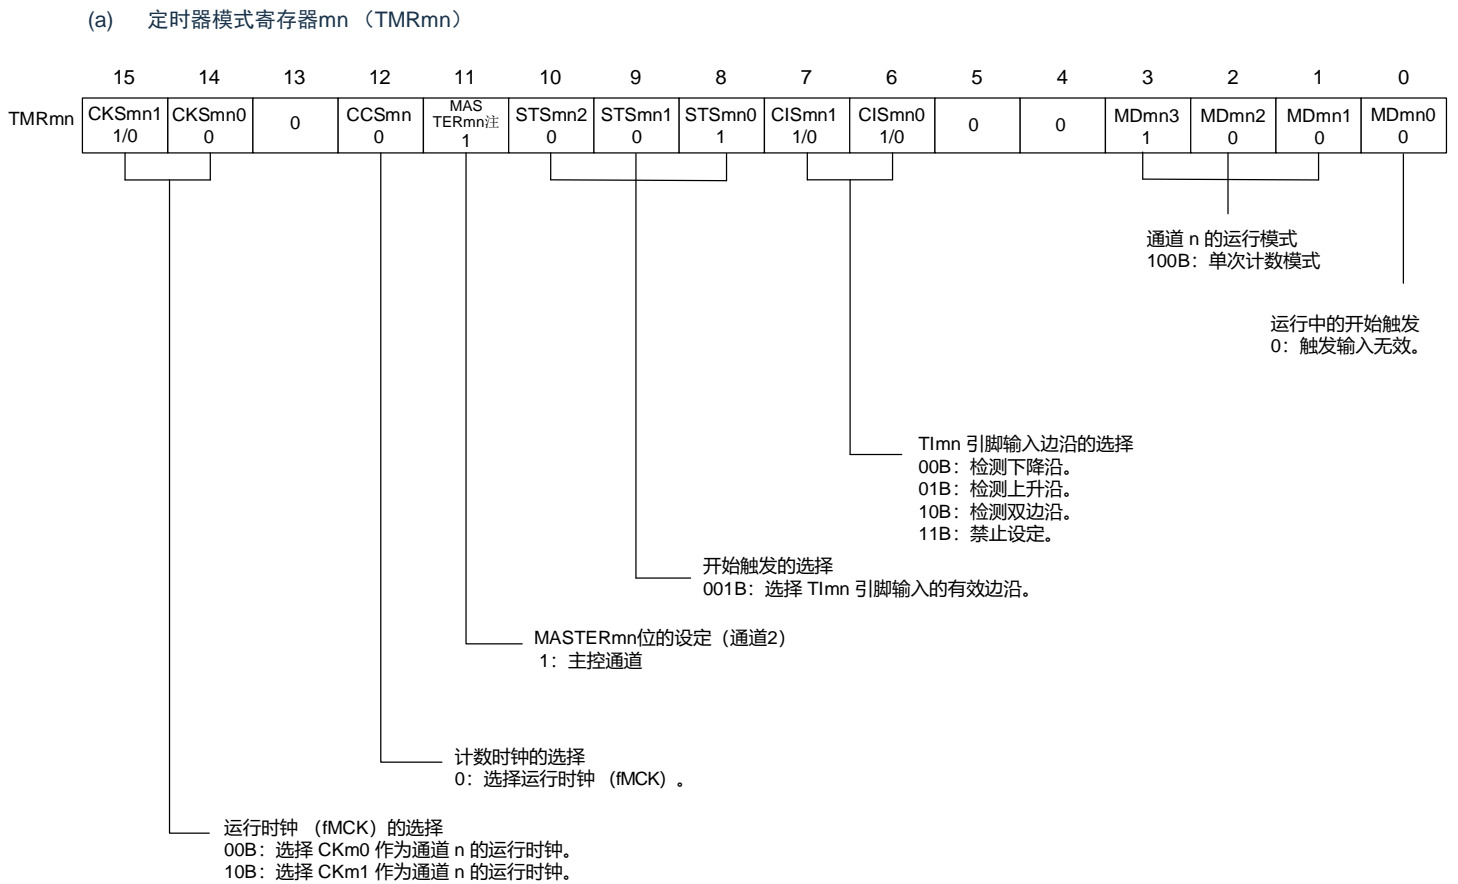 (a) 定时器模式寄存器mn （TMRmn）
15 14 13 12 11 10 9 8 7 6 5 4 3 2 1 0
TMRmn CKSmn1 CKSmn0 0 CCSmn MAS TERmn注 STSmn2 STSmn1 STSmn0 CISmn1 CISmn0 0 0 MDmn3 MDmn2 MDmn1 MDmn0
1/0 0 0 1 0 0 1 1/0 1/0 1 0 0 0
通道 n 的运行模式
100B：单次计数模式
运行中的开始触发
0：触发输入无效。
TImn 引脚输入边沿的选择
00B：检测下降沿。
01B：检测上升沿。
10B：检测双边沿。
11B：禁止设定。
开始触发的选择
001B：选择 TImn 引脚输入的有效边沿。
MASTERmn位的设定（通道2）
1：主控通道
计数时钟的选择
0：选择运行时钟 （fMCK）。
运行时钟 （fMCK）的选择
00B：选择 CKm0 作为通道 n 的运行时钟。
10B：选择 CKm1 作为通道 n 的运行时钟。